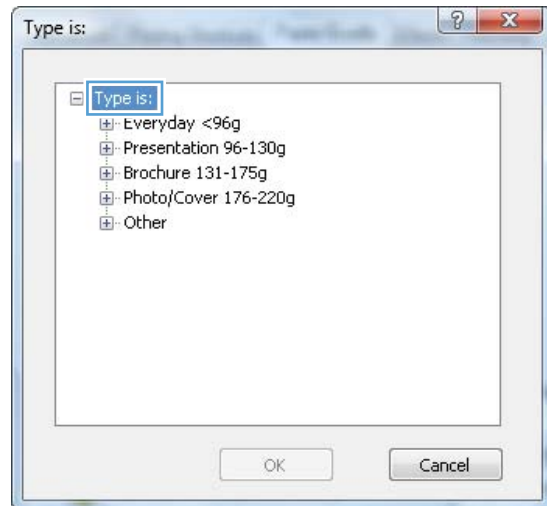 Type is:
Type is:
Everyday <96g
Presentation 96-130g
Brochure 131-175g
Photo/Cover 176-220g
Other
OK
Cancel